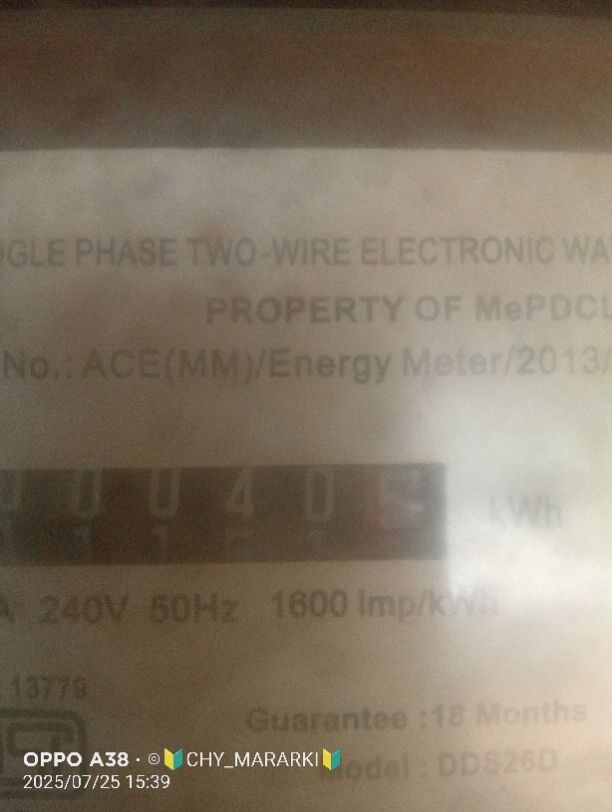 GLE PHASE TWO-WIRE ELECTRONIC WA
PROPERTY OF MePDCL
No.: ACE(MM)/Energy Meter/2013/
0 0 0 4 0
kWh
A 240V 50Hz 1600 Imp/kWh
13779
Guarantee :18 Months
Model : DDS26D
OPPO A38 · ©🔰CHY_MARARKI🔰
2025/07/25 15:39